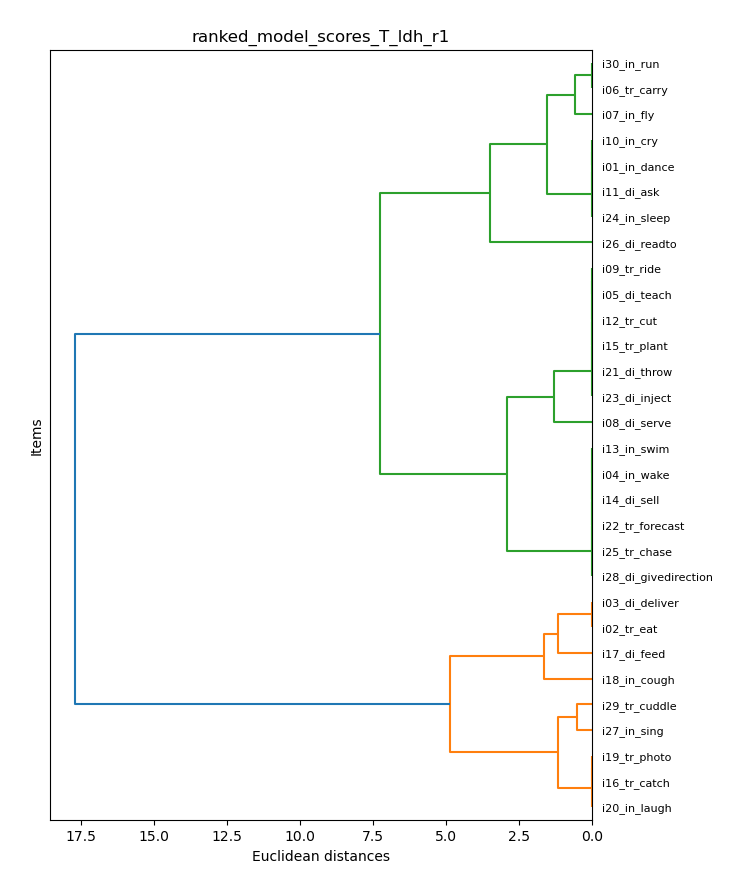 ranked_model_scores_T_ldh_r1
i30_in_run
i06_tr_carry
i07_in_fly
i10_in_cry
i01_in_dance
i11_di_ask
i24_in_sleep
i26_di_readto
i09_tr_ride
i05_di_teach
i12_tr_cut
i15_tr_plant
i21_di_throw
i23_di_inject
i08_di_serve
i13_in_swim
i04_in_wake
i14_di_sell
i22_tr_forecast
i25_tr_chase
i28_di_givedirection
i03_di_deliver
i02_tr_eat
i17_di_feed
i18_in_cough
i29_tr_cuddle
i27_in_sing
i19_tr_photo
i16_tr_catch
i20_in_laugh
Items
17.5 15.0 12.5 10.0 7.5 5.0 2.5 0.0
Euclidean distances